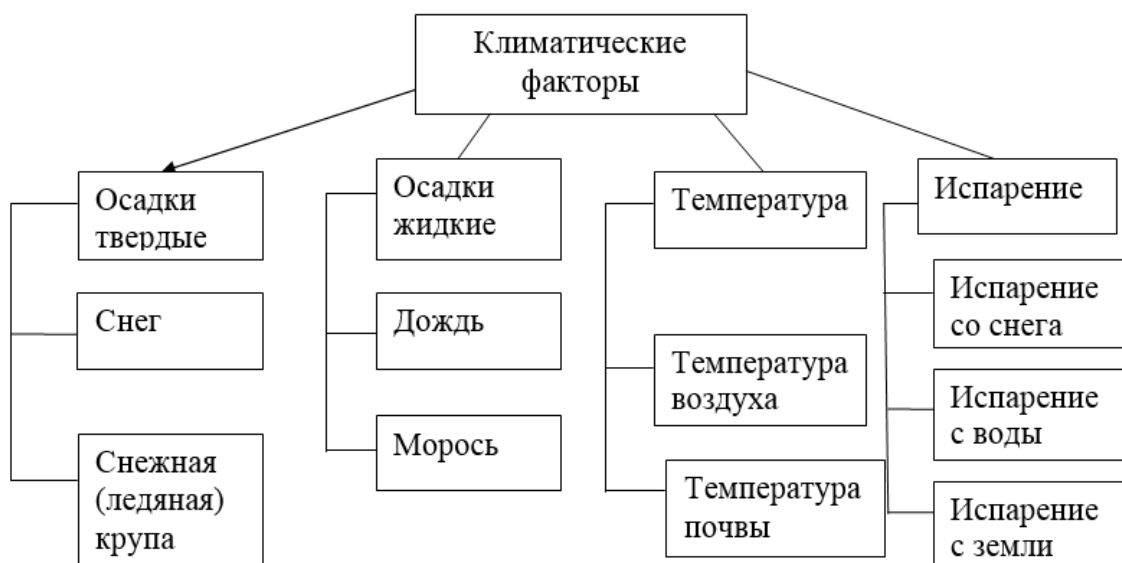 Климатические
факторы
Осадки
твердые
Снег
Снежная
(ледяная)
крупа
Осадки
жидкие
Дождь
Морось
Температура
Температура
воздуха
Температура
почвы
Испарение
Испарение
со снега
Испарение
с воды
Испарение
с земли